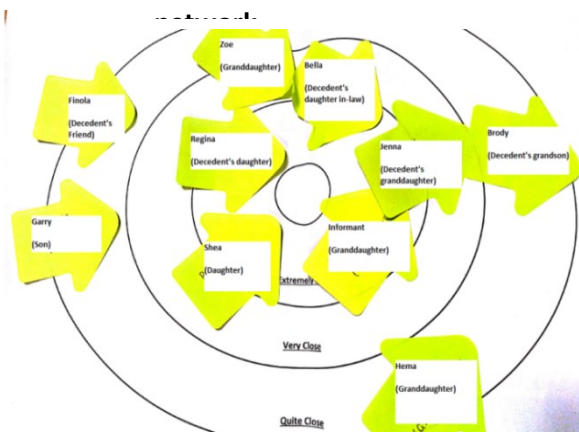 Zoe
(Granddaughter)
Bella
(Decedent's
daughter in-law)
Finola
(Decedent's
Friend)
Regina
(Decedent's daughter)
Jenna
(Decedent's
granddaughter)
Brody
(Decedent's grandson)
Garry
(Son)
Shea
(Daughter)
Informant
(Granddaughter)
Extremely
Very Close
Hema
(Granddaughter)
Quite Close